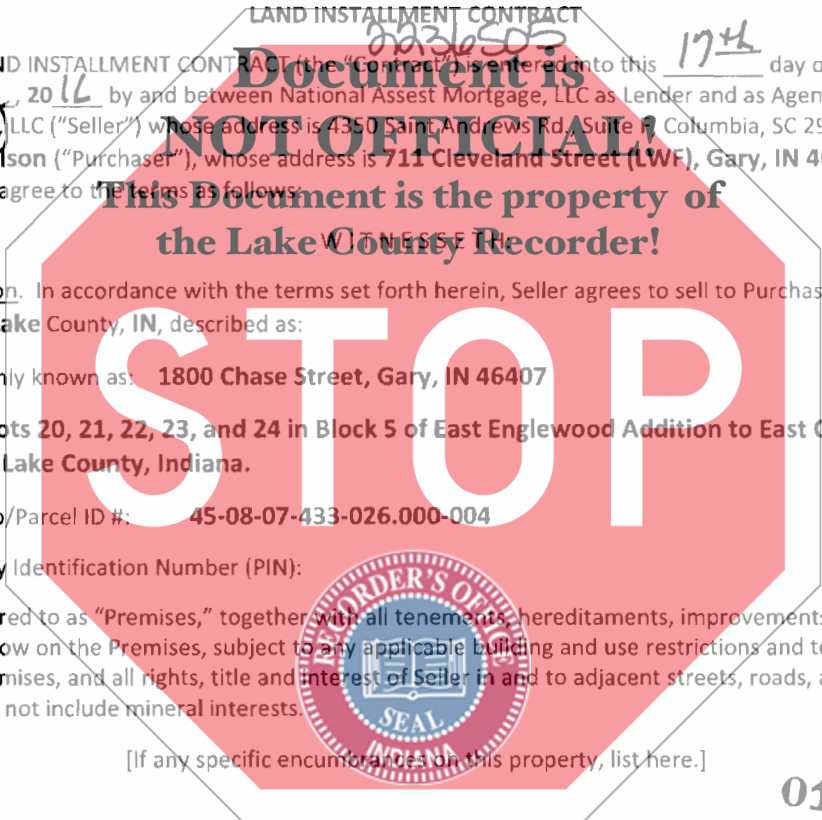 LAND INSTALLMENT CONTRACT
2236505
ND INSTALLMENT CONTRACT (the "Contract") is entered into this 17th day o
, 2016 by and between National Assest Mortgage, LLC as Lender and as Agen
LLC ("Seller") whose address is 4350 Saint Andrews Rd., Suite F, Columbia, SC 29
son ("Purchaser"), whose address is 711 Cleveland Street (LWF), Gary, IN 4
agree to the terms as follows:
Document is
NOT OFFICIAL!
This Document is the property of
the Lake County Recorder!
WITNESSETH:
on. In accordance with the terms set forth herein, Seller agrees to sell to Purchas
ake County, IN, described as:
nly known as: 1800 Chase Street, Gary, IN 46407
ots 20, 21, 22, 23, and 24 in Block 5 of East Englewood Addition to East
Lake County, Indiana.
/Parcel ID #: 45-08-07-433-026.000-004
y Identification Number (PIN):
red to as "Premises," together with all tenements, hereditaments, improvements
ow on the Premises, subject to any applicable building and use restrictions and
mises, and all rights, title and interest of Seller in and to adjacent streets, roads,
not include mineral interests.
[If any specific encumbrances on this property, list here.]
STOP
RECORDER'S OFFICE
SEAL
INDIANA